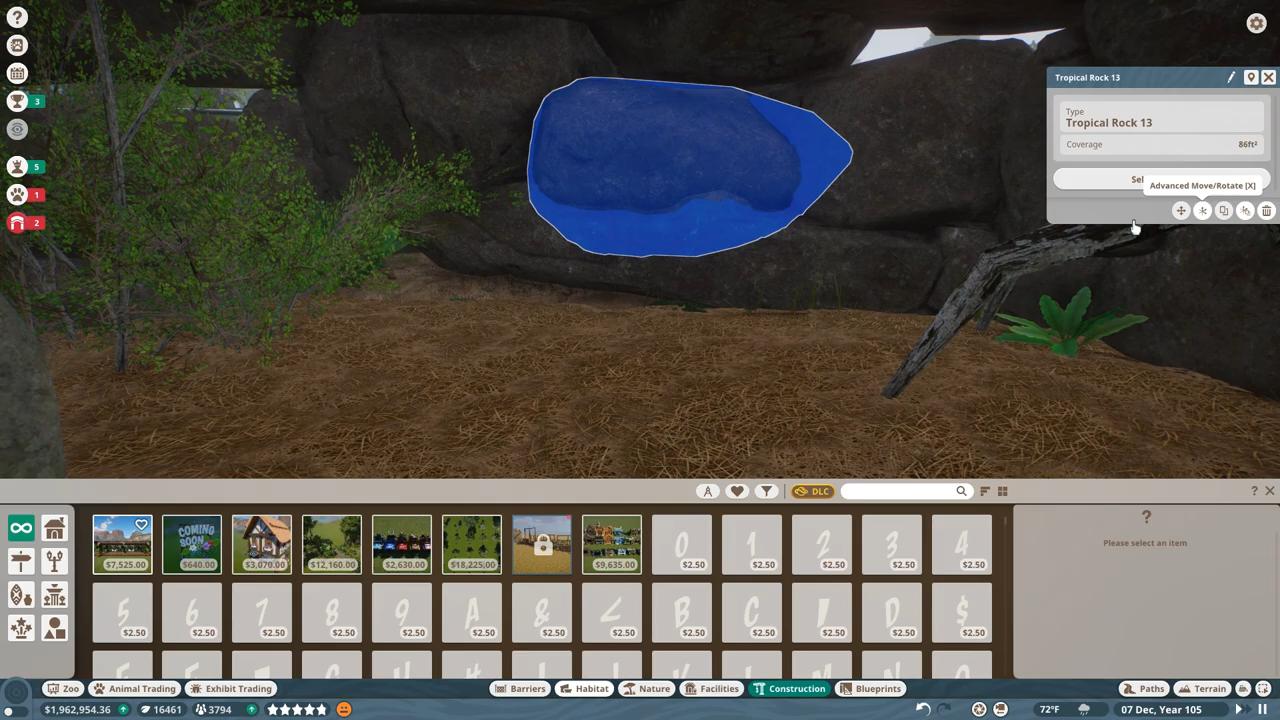 ?
Tropical Rock 13
Type
Tropical Rock 13
Coverage 86ft²
Sel
Advanced Move/Rotate [X]
3
5
1
2
DLC
?
$7,525.00 $640.00 $3,070.00 $12,160.00 $2,630.00 $18,225.00 $9,635.00 $2.50 $2.50 $2.50 $2.50 $2.50
COMING SOON
0 1 2 3 4
5 6 7 8 9 A & < B C D $
$2.50 $2.50 $2.50 $2.50 $2.50 $2.50 $2.50 $2.50 $2.50 $2.50 $2.50 $2.50 $2.50
?
Please select an item
Zoo Animal Trading Exhibit Trading Barriers Habitat Nature Facilities Construction Blueprints Paths Terrain
$1,962,954.36 16461 3794 72°F 07 Dec, Year 105